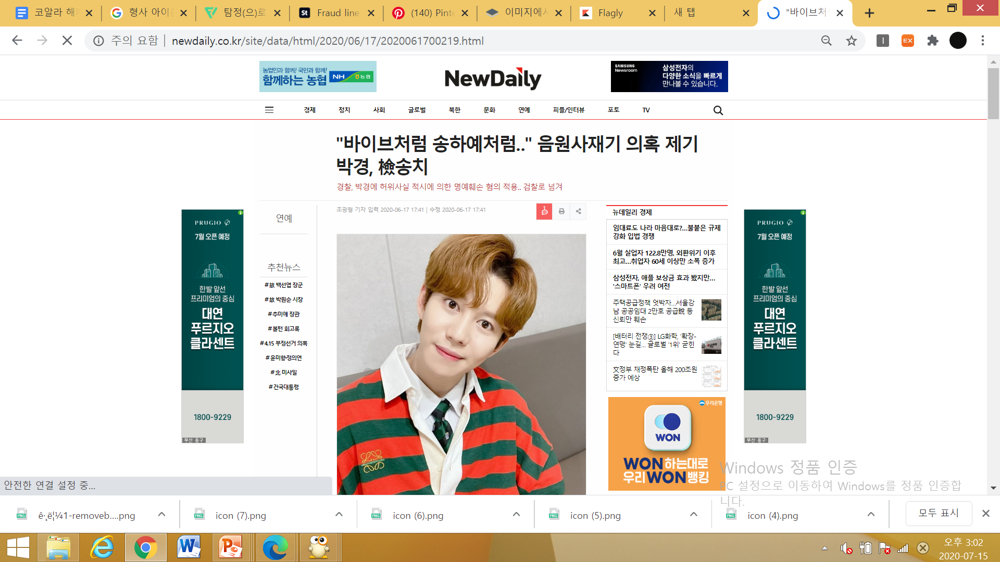 코알라 해
형사 아이
탐정(으)로
Fraud line
(140) Pinte
이미지에서
Flagly
새 탭
"바이브처
주의 요함
newdaily.co.kr/site/data/html/2020/06/17/2020061700219.html
농업인과 함께! 국민과 함께!
함께하는 농협
NH 농협
NewDaily
SAMSUNG
Newsroom
삼성전자의
다양한 소식을 빠르게
만나볼 수 있습니다.
경제 정치 사회 글로벌 북한 문화 연예 피플/인터뷰 포토 TV
"바이브처럼 송하예처럼.." 음원사재기 의혹 제기
박경, 檢송치
경찰, 박경에 허위사실 적시에 의한 명예훼손 혐의 적용.. 검찰로 넘겨
조광형 기자 입력 2020-06-17 17:41 | 수정 2020-06-17 17:41
1
연예
추천뉴스
#故 백선엽 장군
#故 박원순 시장
#추미애 장관
#볼턴 회고록
#4.15 부정선거 의혹
#윤미향-정의연
#北 미사일
#건국대통령
PRUGIO
7월 오픈 예정
한발 앞선
프리미엄의 중심
대연
푸르지오
클라센트
1800-9229
부산 동구
뉴데일리 경제
임대료도 나라 마음대로?...불붙은 규제
강화 입법 경쟁
6월 실업자 122.8만명, 외환위기 이후
최고...취업자 60세 이상만 소폭 증가
삼성전자, 애플 보상금 효과 봤지만...
'스마트폰' 우려 여전
주택공급정책 엇박자...서울강
남 공공임대 2만호 공급說 등
신뢰만 훼손
[배터리 전쟁③] LG화학, '확장-
연맹' 눈길... 글로벌 '1위' 굳힌
다
文정부 재정폭탄 올해 200조원
증가 예상
우리은행
WON
WON하는대로
우리WON뱅킹
PRUGIO
7월 오픈 예정
한발 앞선
프리미엄의 중심
대연
푸르지오
클라센트
1800-9229
부산 동구
Windows 정품 인증
PC 설정으로 이동하여 Windows를 정품 인증합
니다.
안전한 연결 설정 중...
ê·¸ë¦¼1-removeb....png
icon (7).png
icon (6).png
icon (5).png
icon (4).png
모두 표시
오후 3:02
2020-07-15